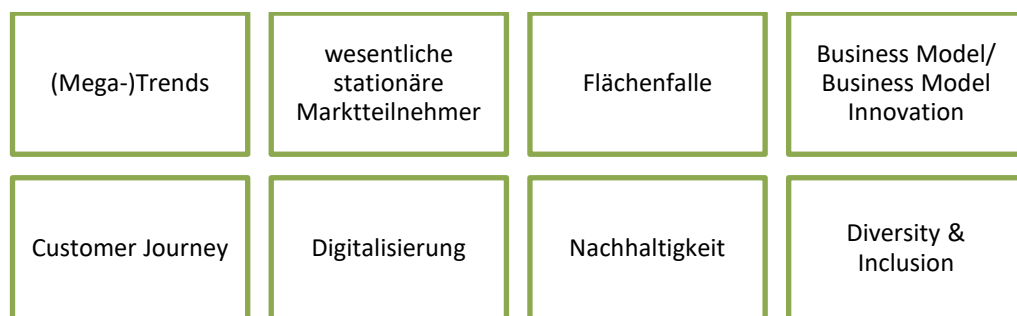 (Mega-)Trends
wesentliche
stationäre
Marktteilnehmer
Flächenfalle
Business Model/
Business Model
Innovation
Customer Journey
Digitalisierung
Nachhaltigkeit
Diversity &
Inclusion